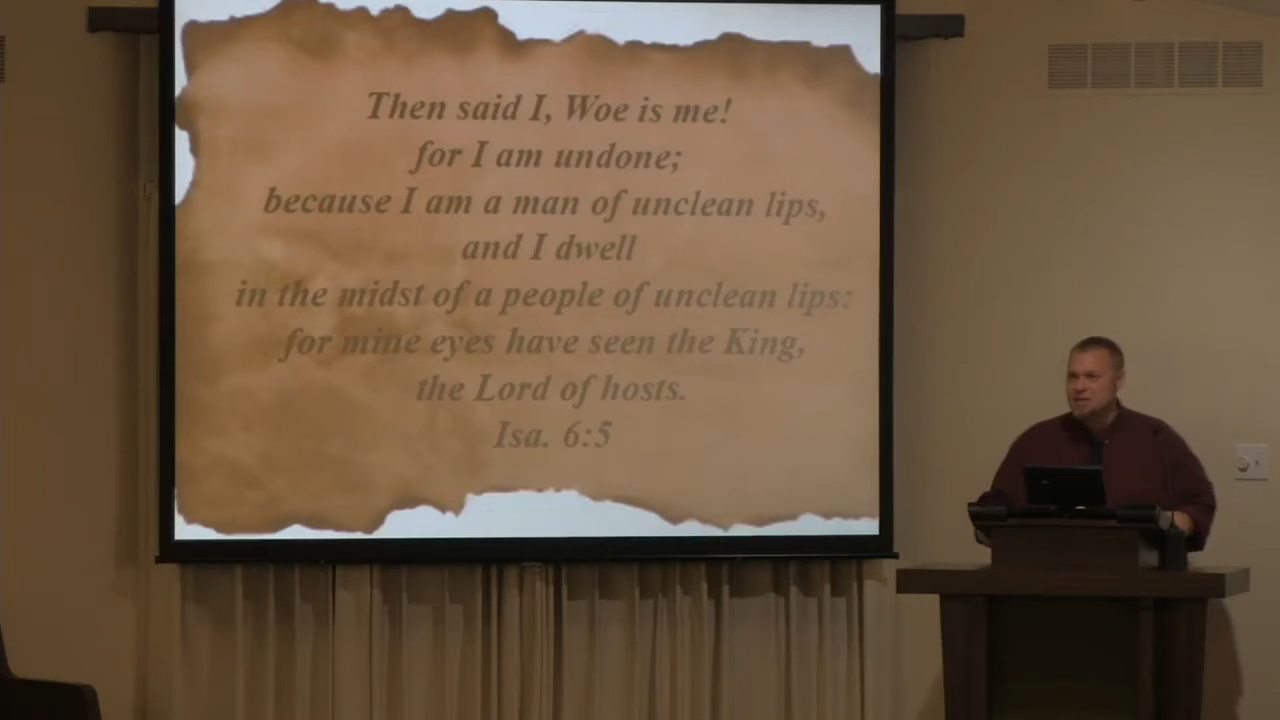 Then said I, Woe is me!
for I am undone;
because I am a man of unclean lips,
and I dwell
in the midst of a people of unclean lips:
for mine eyes have seen the King,
the Lord of hosts.
Isa. 6:5